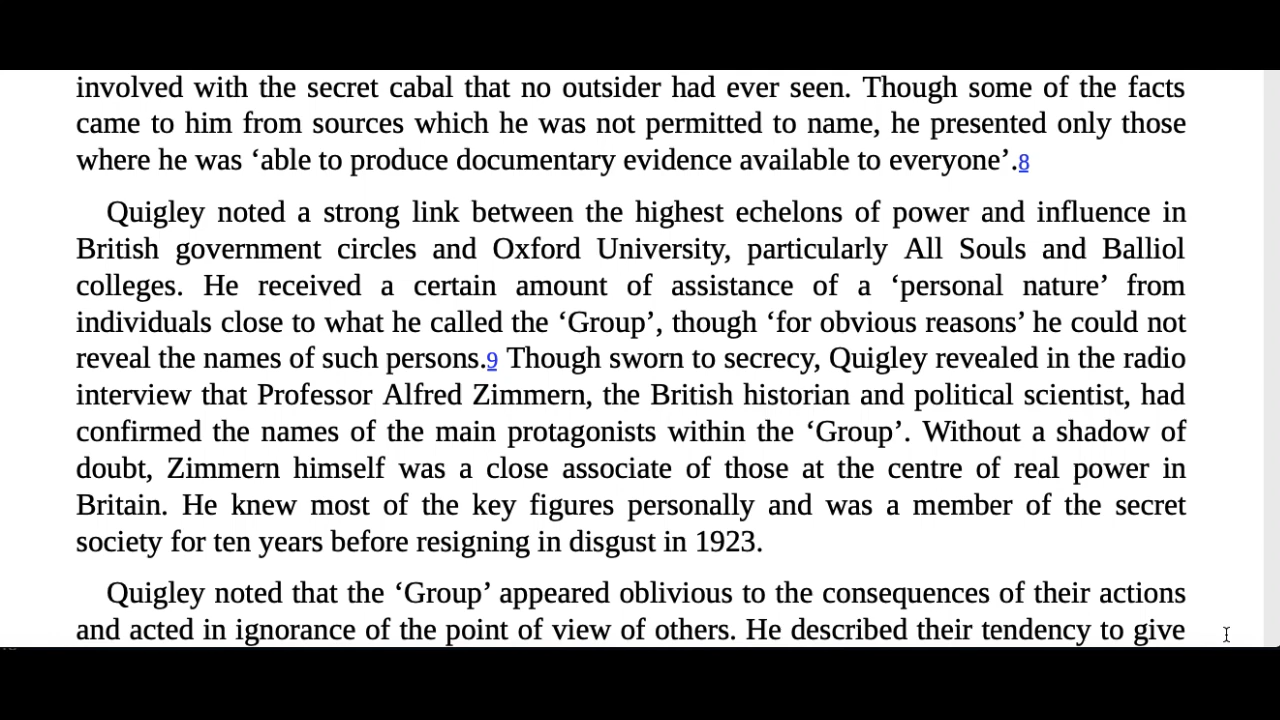 involved with the secret cabal that no outsider had ever seen. Though some of the facts
came to him from sources which he was not permitted to name, he presented only those
where he was ‘able to produce documentary evidence available to everyone’.8
Quigley noted a strong link between the highest echelons of power and influence in
British government circles and Oxford University, particularly All Souls and Balliol
colleges. He received a certain amount of assistance of a ‘personal nature’ from
individuals close to what he called the ‘Group’, though ‘for obvious reasons’ he could not
reveal the names of such persons.9 Though sworn to secrecy, Quigley revealed in the radio
interview that Professor Alfred Zimmern, the British historian and political scientist, had
confirmed the names of the main protagonists within the ‘Group’. Without a shadow of
doubt, Zimmern himself was a close associate of those at the centre of real power in
Britain. He knew most of the key figures personally and was a member of the secret
society for ten years before resigning in disgust in 1923.
Quigley noted that the ‘Group’ appeared oblivious to the consequences of their actions
and acted in ignorance of the point of view of others. He described their tendency to give